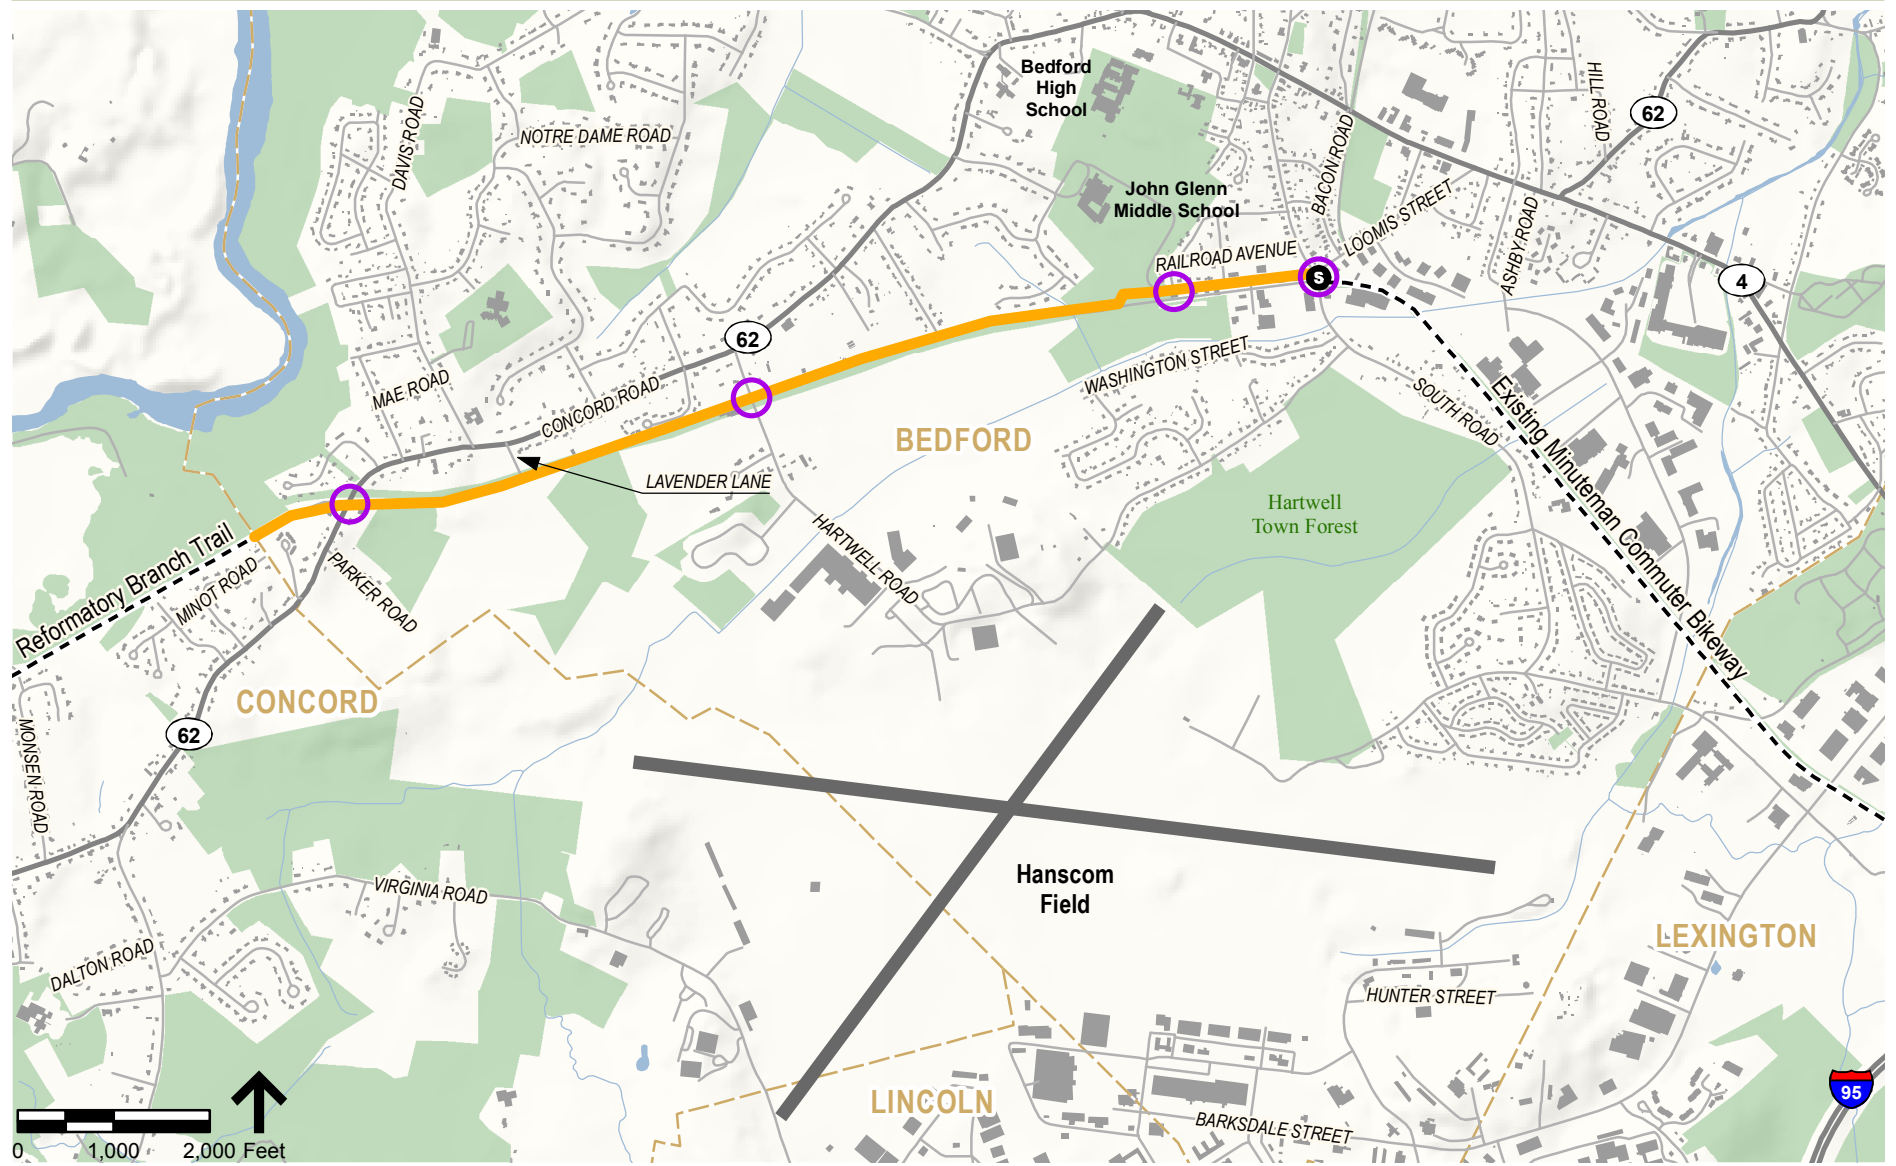 Bedford
High
School
HILL ROAD
62
DAVIS ROAD
NOTRE DAME ROAD
BACON ROAD
John Glenn
Middle School
LOOMIS STREET
ASHBY ROAD
RAILROAD AVENUE
S
4
62
WASHINGTON STREET
MAE ROAD
CONCORD ROAD
SOUTH ROAD
Existing Minuteman Commuter Bikeway
BEDFORD
LAVENDER LANE
Hartwell
Town Forest
HARTWELL ROAD
Reformatory Branch Trail
MINOT ROAD
PARKER ROAD
CONCORD
62
MONSEN ROAD
Hanscom
Field
VIRGINIA ROAD
LEXINGTON
DALTON ROAD
HUNTER STREET
LINCOLN
95
BARKSDALE STREET
0 1,000 2,000 Feet